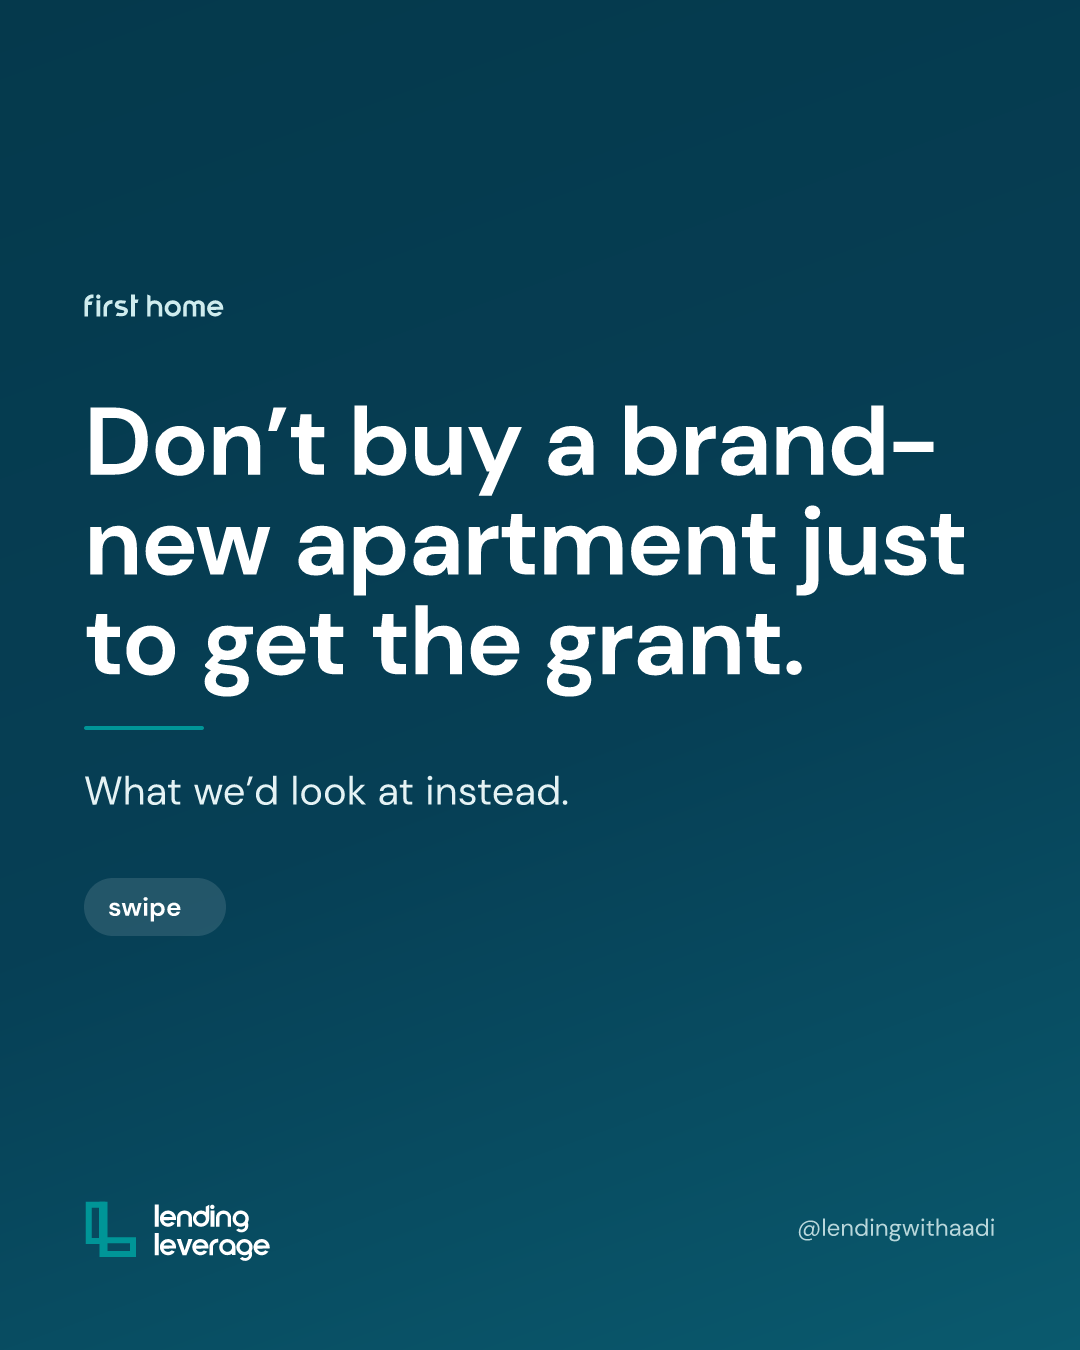 first home
Don’t buy a brand-
new apartment just
to get the grant.
What we’d look at instead.
swipe
lending
leverage
@lendingwithaadi